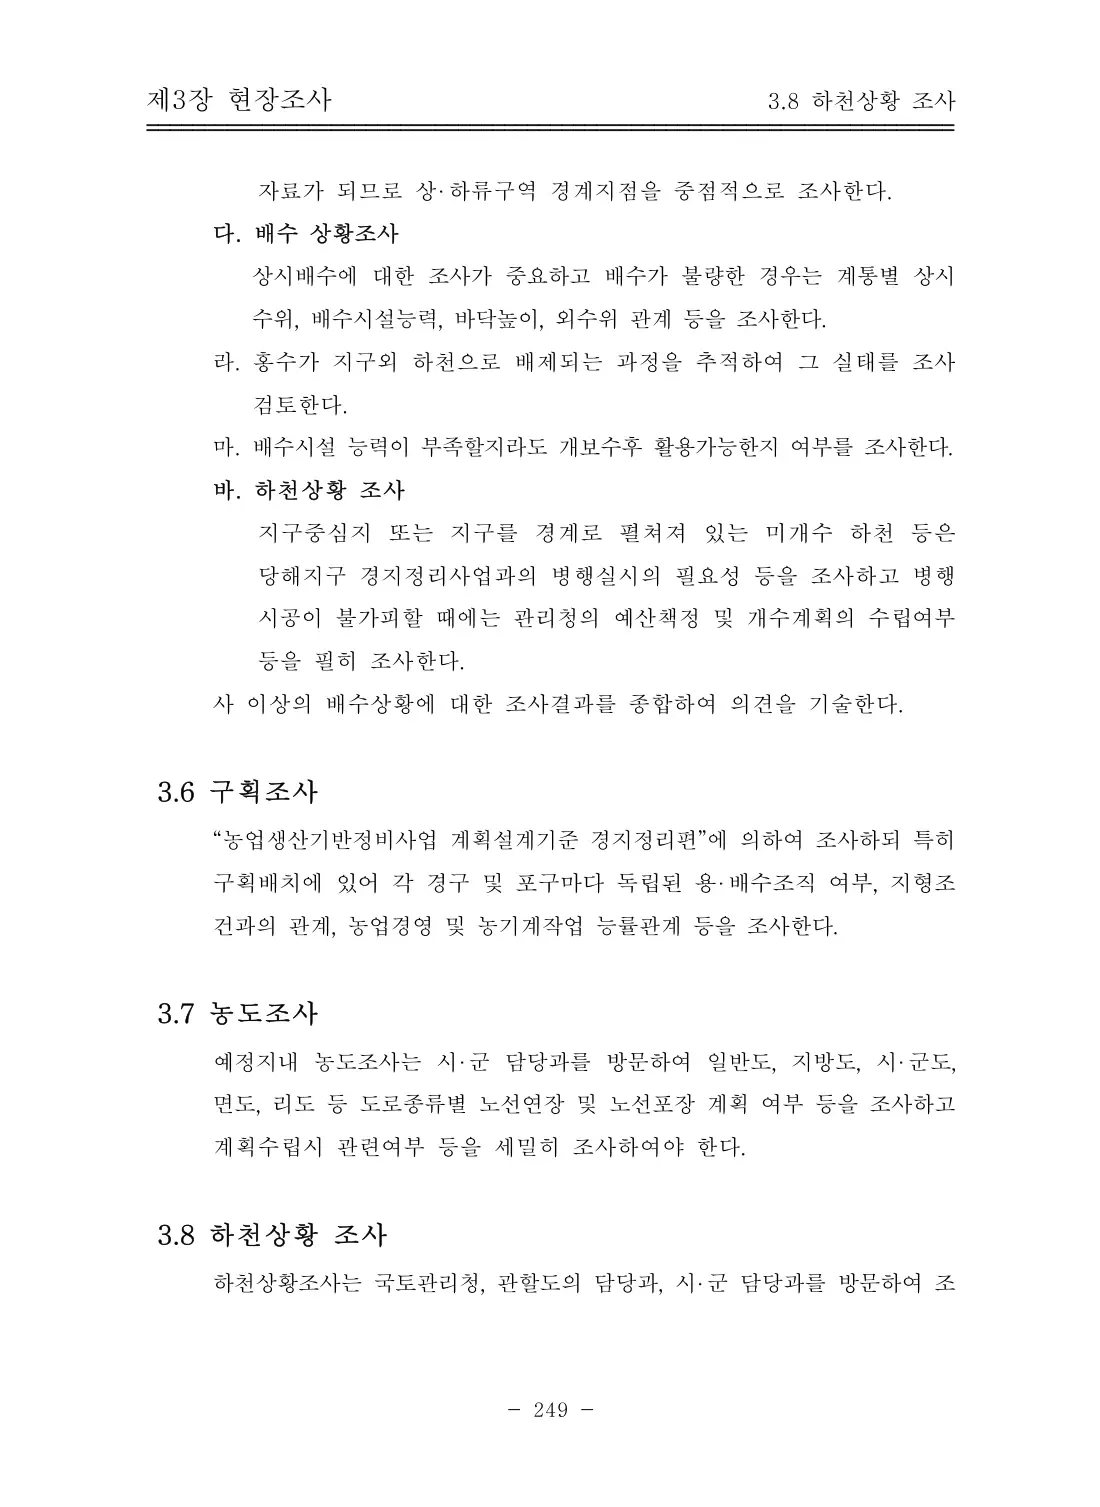 제3장 현장조사
3.8 하천상황 조사
자료가 되므로 상·하류구역 경계지점을 중점적으로 조사한다.
다. 배수 상황조사
상시배수에 대한 조사가 중요하고 배수가 불량한 경우는 계통별 상시
수위, 배수시설능력, 바닥높이, 외수위 관계 등을 조사한다.
라. 홍수가 지구외 하천으로 배제되는 과정을 추적하여 그 실태를 조사
검토한다.
마. 배수시설 능력이 부족할지라도 개보수후 활용가능한지 여부를 조사한다.
바. 하천상황 조사
지구중심지 또는 지구를 경계로 펼쳐져 있는 미개수 하천 등은
당해지구 경지정리사업과의 병행실시의 필요성 등을 조사하고 병행
시공이 불가피할 때에는 관리청의 예산책정 및 개수계획의 수립여부
등을 필히 조사한다.
사 이상의 배수상황에 대한 조사결과를 종합하여 의견을 기술한다.
3.6 구획조사
“농업생산기반정비사업 계획설계기준 경지정리편”에 의하여 조사하되 특히
구획배치에 있어 각 경구 및 포구마다 독립된 용·배수조직 여부, 지형조
건과의 관계, 농업경영 및 농기계작업 능률관계 등을 조사한다.
3.7 농도조사
예정지내 농도조사는 시·군 담당과를 방문하여 일반도, 지방도, 시·군도,
면도, 리도 등 도로종류별 노선연장 및 노선포장 계획 여부 등을 조사하고
계획수립시 관련여부 등을 세밀히 조사하여야 한다.
3.8 하천상황 조사
하천상황조사는 국토관리청, 관할도의 담당과, 시·군 담당과를 방문하여 조
- 249 -